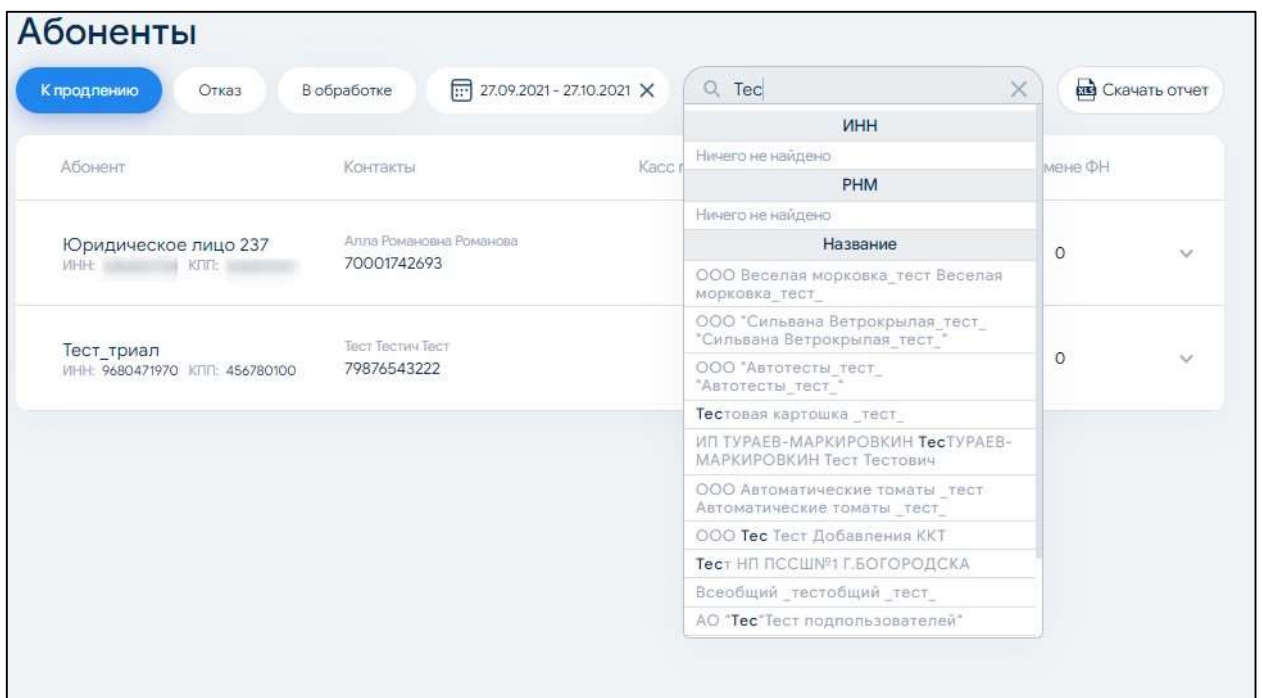 Абоненты
К продлению
Отказ
В обработке
27.09.2021 - 27.10.2021
Тес
Скачать отчет
Абонент
Контакты
Касс
мене ФН
ИНН
Ничего не найдено
РНМ
Ничего не найдено
Название
ООО Веселая морковка_тест Веселая
морковка_тест_
ООО "Сильвана Ветрокрылая_тест_
"Сильвана Ветрокрылая_тест_"
ООО "Автотесты_тест_
"Автотесты_тест_"
Тестовая картошка _тест_
ИП ТУРАЕВ-МАРКИРОВКИН ТесТУРАЕВ-
МАРКИРОВКИН Тест Тестович
ООО Автоматические томаты _тест
Автоматические томаты _тест_
ООО Тес Тест Добавления ККТ
Тест НП ПССШ№1 Г.БОГОРОДСКА
Всеобщий _тестобщий _тест_
АО "Тес"Тест подпользователей"
Юридическое лицо 237
ИНН: КПП:
Алла Романовна Романова
70001742693
0
Тест_триал
ИНН: 9680471970 КПП: 456780100
Тест Тестич Тест
79876543222
0